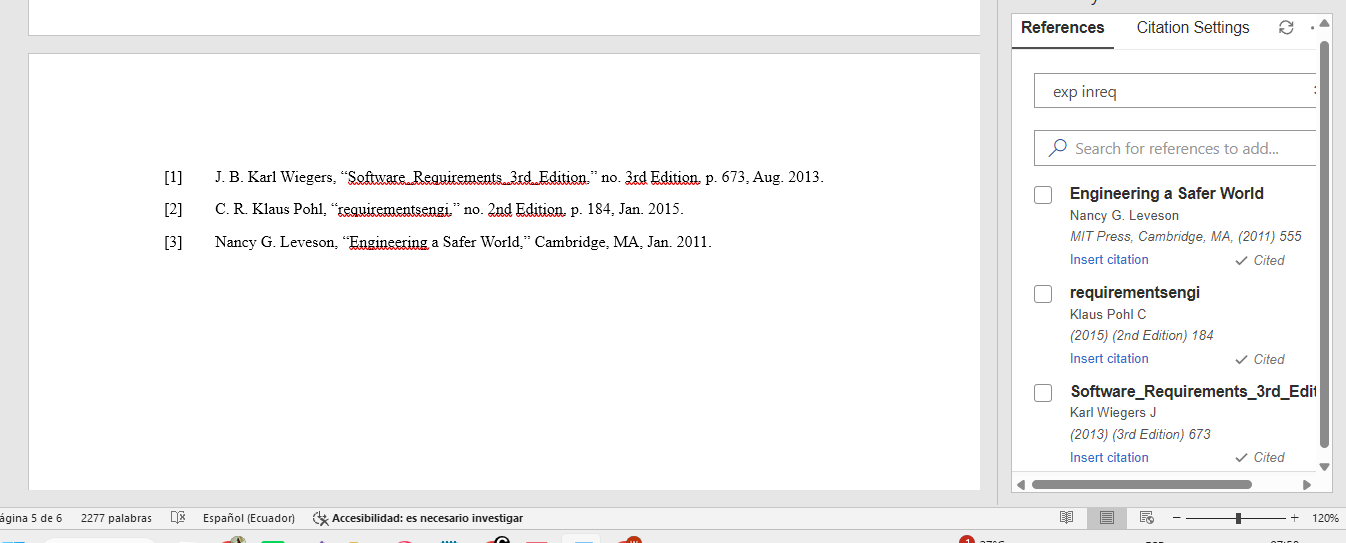 [1] J. B. Karl Wiegers, “Software_Requirements_3rd_Edition,” no. 3rd Edition, p. 673, Aug. 2013.
[2] C. R. Klaus Pohl, “requirementsengi,” no. 2nd Edition, p. 184, Jan. 2015.
[3] Nancy G. Leveson, “Engineering a Safer World,” Cambridge, MA, Jan. 2011.
References Citation Settings
exp inreq
Search for references to add...
Engineering a Safer World
Nancy G. Leveson
MIT Press, Cambridge, MA, (2011) 555
Insert citation Cited
requirementsengi
Klaus Pohl C
(2015) (2nd Edition) 184
Insert citation Cited
Software_Requirements_3rd_Edit
Karl Wiegers J
(2013) (3rd Edition) 673
Insert citation Cited
ágina 5 de 6 2277 palabras Español (Ecuador) Accesibilidad: es necesario investigar 120%